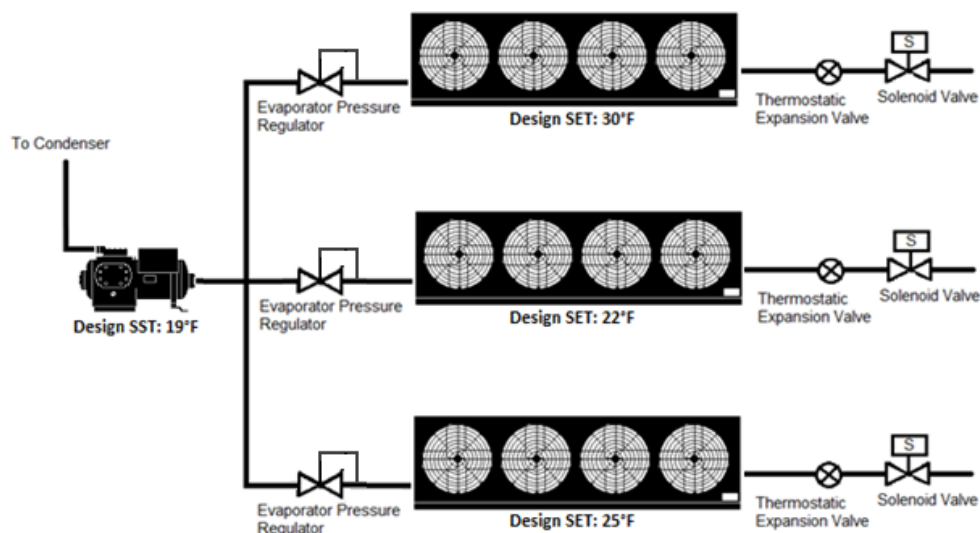 S
Solenoid Valve
Thermostatic
Expansion Valve
Evaporator Pressure
Regulator
Design SET: 30°F
To Condenser
S
Solenoid Valve
Thermostatic
Expansion Valve
Evaporator Pressure
Regulator
Design SET: 22°F
Design SST: 19°F
S
Solenoid Valve
Thermostatic
Expansion Valve
Evaporator Pressure
Regulator
Design SET: 25°F